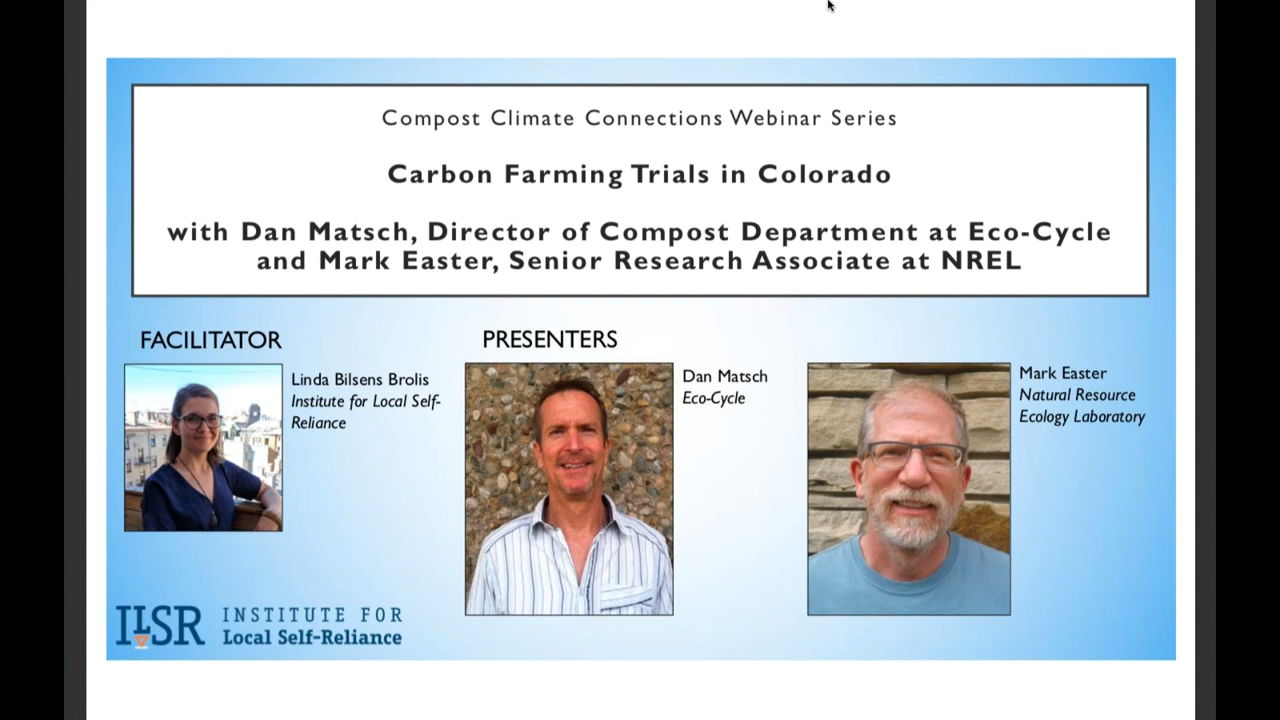 Compost Climate Connections Webinar Series
Carbon Farming Trials in Colorado
with Dan Matsch, Director of Compost Department at Eco-Cycle
and Mark Easter, Senior Research Associate at NREL
FACILITATOR
Linda Bilsens Brolis
Institute for Local Self-
Reliance
PRESENTERS
Dan Matsch
Eco-Cycle
Mark Easter
Natural Resource
Ecology Laboratory
ILSR
INSTITUTE FOR
Local Self-Reliance